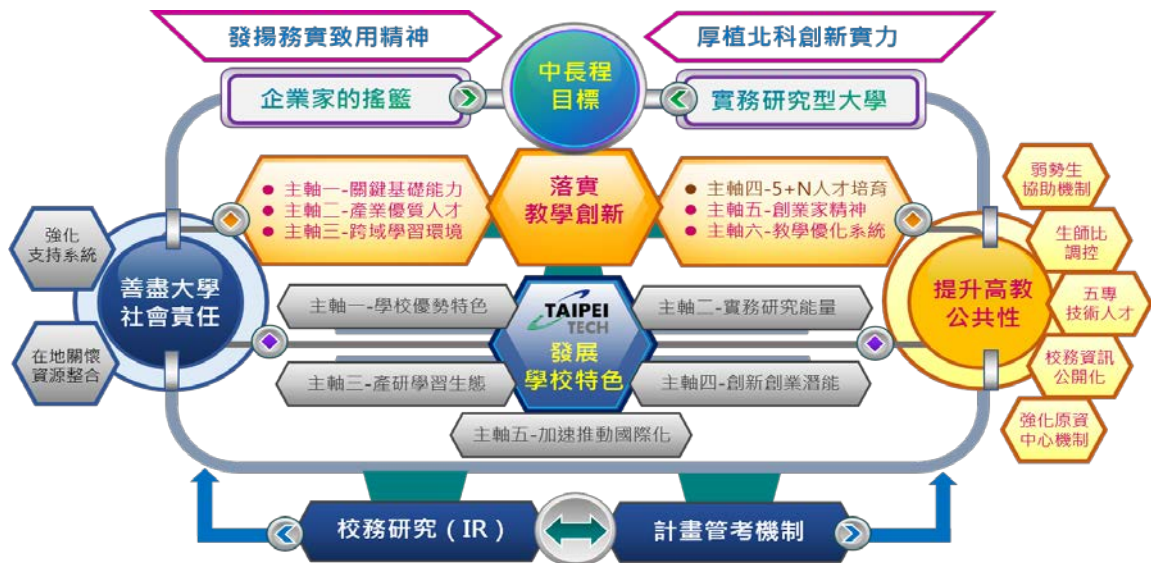 發揚務實致用精神
厚植北科創新實力
企業家的搖籃
中長程
目標
實務研究型大學
主軸一-關鍵基礎能力
主軸二-產業優質人才
主軸三-跨域學習環境
落實
教學創新
主軸四-5+N人才培育
主軸五-創業家精神
主軸六-教學優化系統
強化
支持系統
在地關懷
資源整合
善盡大學
社會責任
主軸一-學校優勢特色
主軸二-實務研究能量
TAIPEI
TECH
發展
學校特色
主軸三-產研學習生態
主軸四-創新創業潛能
主軸五-加速推動國際化
提升高教
公共性
弱勢生
協助機制
生師比
調控
五專
技術人才
校務資訊
公開化
強化原資
中心機制
校務研究(IR)
計畫管考機制